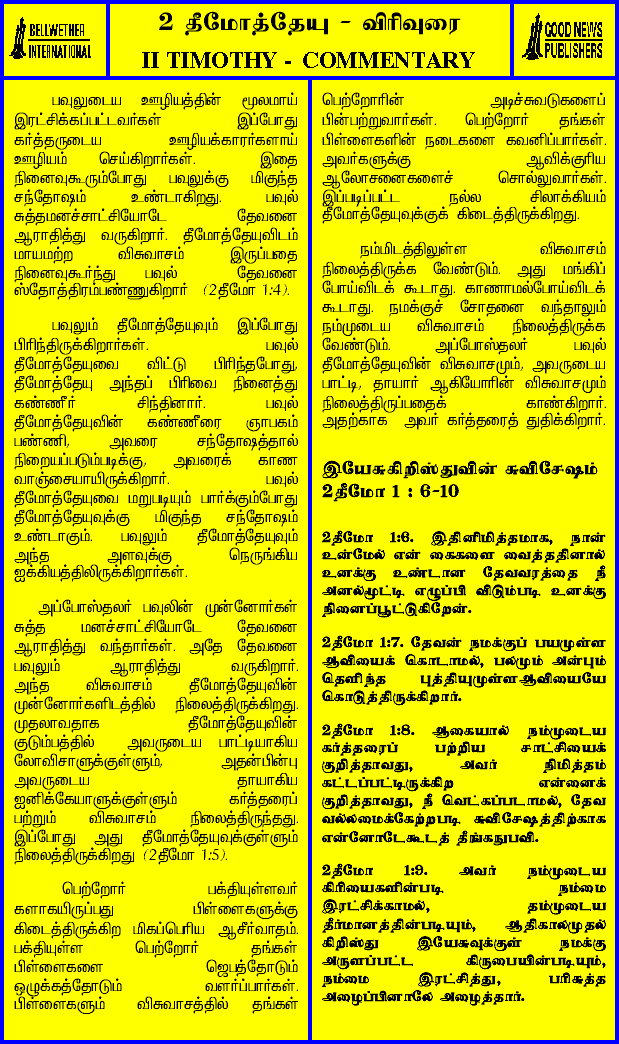 BELLWETHER
INTERNATIONAL
2 தீமோத்தேயு - விரிவுரை
II TIMOTHY - COMMENTARY
GOOD NEWS
PUBLISHERS
பவுலுடைய ஊழியத்தின் மூலமாய்
இரட்சிக்கப்பட்டவர்கள் இப்போது
கர்த்தருடைய ஊழியக்காரர்களாய்
ஊழியம் செய்கிறார்கள். இதை
நினைவுகூரும்போது பவுலுக்கு மிகுந்த
சந்தோஷம் உண்டாகிறது. பவுல்
சுத்தமனச்சாட்சியோடே தேவனை
ஆராதித்து வருகிறார். தீமோத்தேயுவிடம்
மாயமற்ற விசுவாசம் இருப்பதை
நினைவுகூர்ந்து பவுல் தேவனை
ஸ்தோத்திரம்பண்ணுகிறார் (2தீமோ 1:4).
பவுலும் தீமோத்தேயுவும் இப்போது
பிரிந்திருக்கிறார்கள். பவுல்
தீமோத்தேயுவை விட்டு பிரிந்தபோது,
தீமோத்தேயு அந்தப் பிரிவை நினைத்து
கண்ணீர் சிந்தினார். பவுல்
தீமோத்தேயுவின் கண்ணீரை ஞாபகம்
பண்ணி, அவரை சந்தோஷத்தால்
நிறையப்படும்படிக்கு, அவரைக் காண
வாஞ்சையாயிருக்கிறார். பவுல்
தீமோத்தேயுவை மறுபடியும் பார்க்கும்போது
தீமோத்தேயுவுக்கு மிகுந்த சந்தோஷம்
உண்டாகும். பவுலும் தீமோத்தேயுவும்
அந்த அளவுக்கு நெருங்கிய
ஐக்கியத்திலிருக்கிறார்கள்.
அப்போஸ்தலர் பவுலின் முன்னோர்கள்
சுத்த மனச்சாட்சியோடே தேவனை
ஆராதித்து வந்தார்கள். அதே தேவனை
பவுலும் ஆராதித்து வருகிறார்.
அந்த விசுவாசம் தீமோத்தேயுவின்
முன்னோர்களிடத்தில் நிலைத்திருக்கிறது.
முதலாவதாக தீமோத்தேயுவின்
குடும்பத்தில் அவருடைய பாட்டியாகிய
லோவிசாளுக்குள்ளும், அதன்பின்பு
அவருடைய தாயாகிய
ஐனிக்கேயாளுக்குள்ளும் கர்த்தரைப்
பற்றும் விசுவாசம் நிலைத்திருந்தது.
இப்போது அது தீமோத்தேயுவுக்குள்ளும்
நிலைத்திருக்கிறது (2தீமோ 1:5).
பெற்றோர் பக்தியுள்ளவர்
களாகயிருப்பது பிள்ளைகளுக்கு
கிடைத்திருக்கிற மிகப்பெரிய ஆசீர்வாதம்.
பக்தியுள்ள பெற்றோர் தங்கள்
பிள்ளைகளை ஜெபத்தோடும்
ஒழுக்கத்தோடும் வளர்ப்பார்கள்.
பிள்ளைகளும் விசுவாசத்தில் தங்கள்
பெற்றோரின் அடிச்சுவடுகளைப்
பின்பற்றுவார்கள். பெற்றோர் தங்கள்
பிள்ளைகளின் நடைகளை கவனிப்பார்கள்.
அவர்களுக்கு ஆவிக்குரிய
ஆலோசனைகளைச் சொல்லுவார்கள்.
இப்படிப்பட்ட நல்ல சிலாக்கியம்
தீமோத்தேயுவுக்குக் கிடைத்திருக்கிறது.
நம்மிடத்திலுள்ள விசுவாசம்
நிலைத்திருக்க வேண்டும். அது மங்கிப்
போய்விடக் கூடாது. காணாமல்போய்விடக்
கூடாது. நமக்குச் சோதனை வந்தாலும்
நம்முடைய விசுவாசம் நிலைத்திருக்க
வேண்டும். அப்போஸ்தலர் பவுல்
தீமோத்தேயுவின் விசுவாசமும், அவருடைய
பாட்டி, தாயார் ஆகியோரின் விசுவாசமும்
நிலைத்திருப்பதைக் காண்கிறார்.
அதற்காக அவர் கர்த்தரைத் துதிக்கிறார்.
இயேசுகிறிஸ்துவின் சுவிசேஷம்
2தீமோ 1 : 6-10
2தீமோ 1:6. இதினிமித்தமாக, நான்
உன்மேல் என் கைகளை வைத்ததினால்
உனக்கு உண்டான தேவவரத்தை நீ
அனல்மூட்டி எழுப்பி விடும்படி உனக்கு
நினைப்பூட்டுகிறேன்.
2தீமோ 1:7. தேவன் நமக்குப் பயமுள்ள
ஆவியைக் கொடாமல், பலமும் அன்பும்
தெளிந்த புத்தியுமுள்ளஆவியையே
கொடுத்திருக்கிறார்.
2தீமோ 1:8. ஆகையால் நம்முடைய
கர்த்தரைப் பற்றிய சாட்சியைக்
குறித்தாவது, அவர் நிமித்தம்
கட்டப்பட்டிருக்கிற என்னைக்
குறித்தாவது, நீ வெட்கப்படாமல், தேவ
வல்லமைக்கேற்றபடி சுவிசேஷத்திற்காக
என்னோடேகூடத் தீங்கநுபவி.
2தீமோ 1:9. அவர் நம்முடைய
கிரியைகளின்படி நம்மை
இரட்சிக்காமல், தம்முடைய
தீர்மானத்தின்படியும், ஆதிகாலமுதல்
கிறிஸ்து இயேசுவுக்குள் நமக்கு
அருளப்பட்ட கிருபையின்படியும்,
நம்மை இரட்சித்து, பரிசுத்த
அழைப்பினாலே அழைத்தார்.